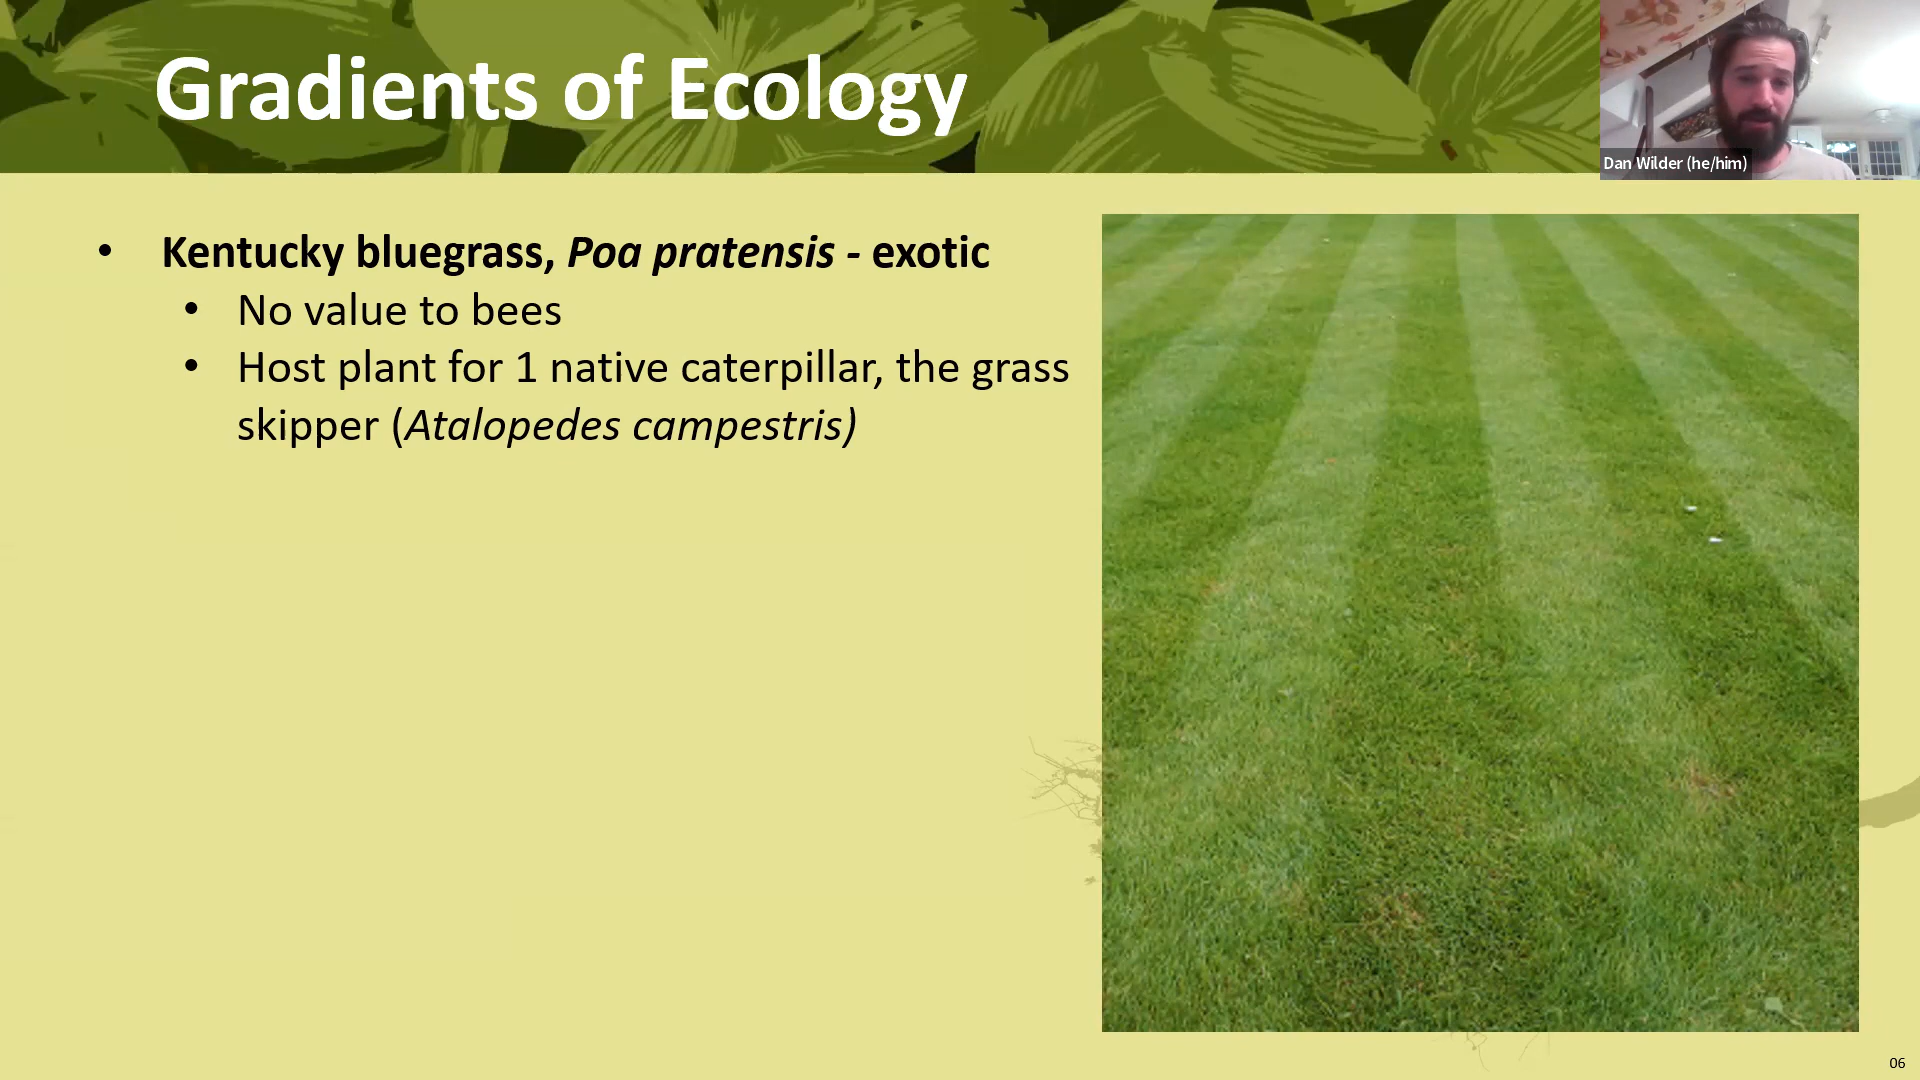 Gradients of Ecology
Dan Wilder (he/him)
• Kentucky bluegrass, Poa pratensis - exotic
• No value to bees
• Host plant for 1 native caterpillar, the grass
skipper (Atalopedes campestris)
06